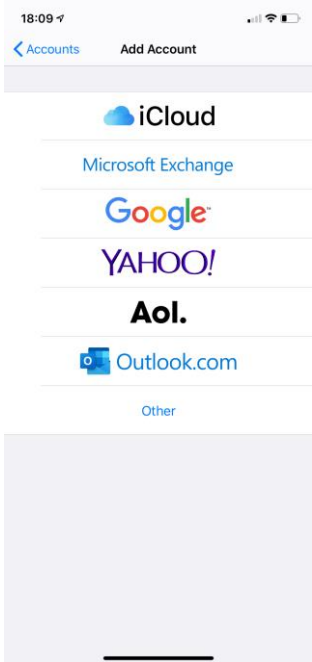 18:09
Accounts
Add Account
iCloud
Microsoft Exchange
Google
YAHOO!
Aol.
Outlook.com
Other